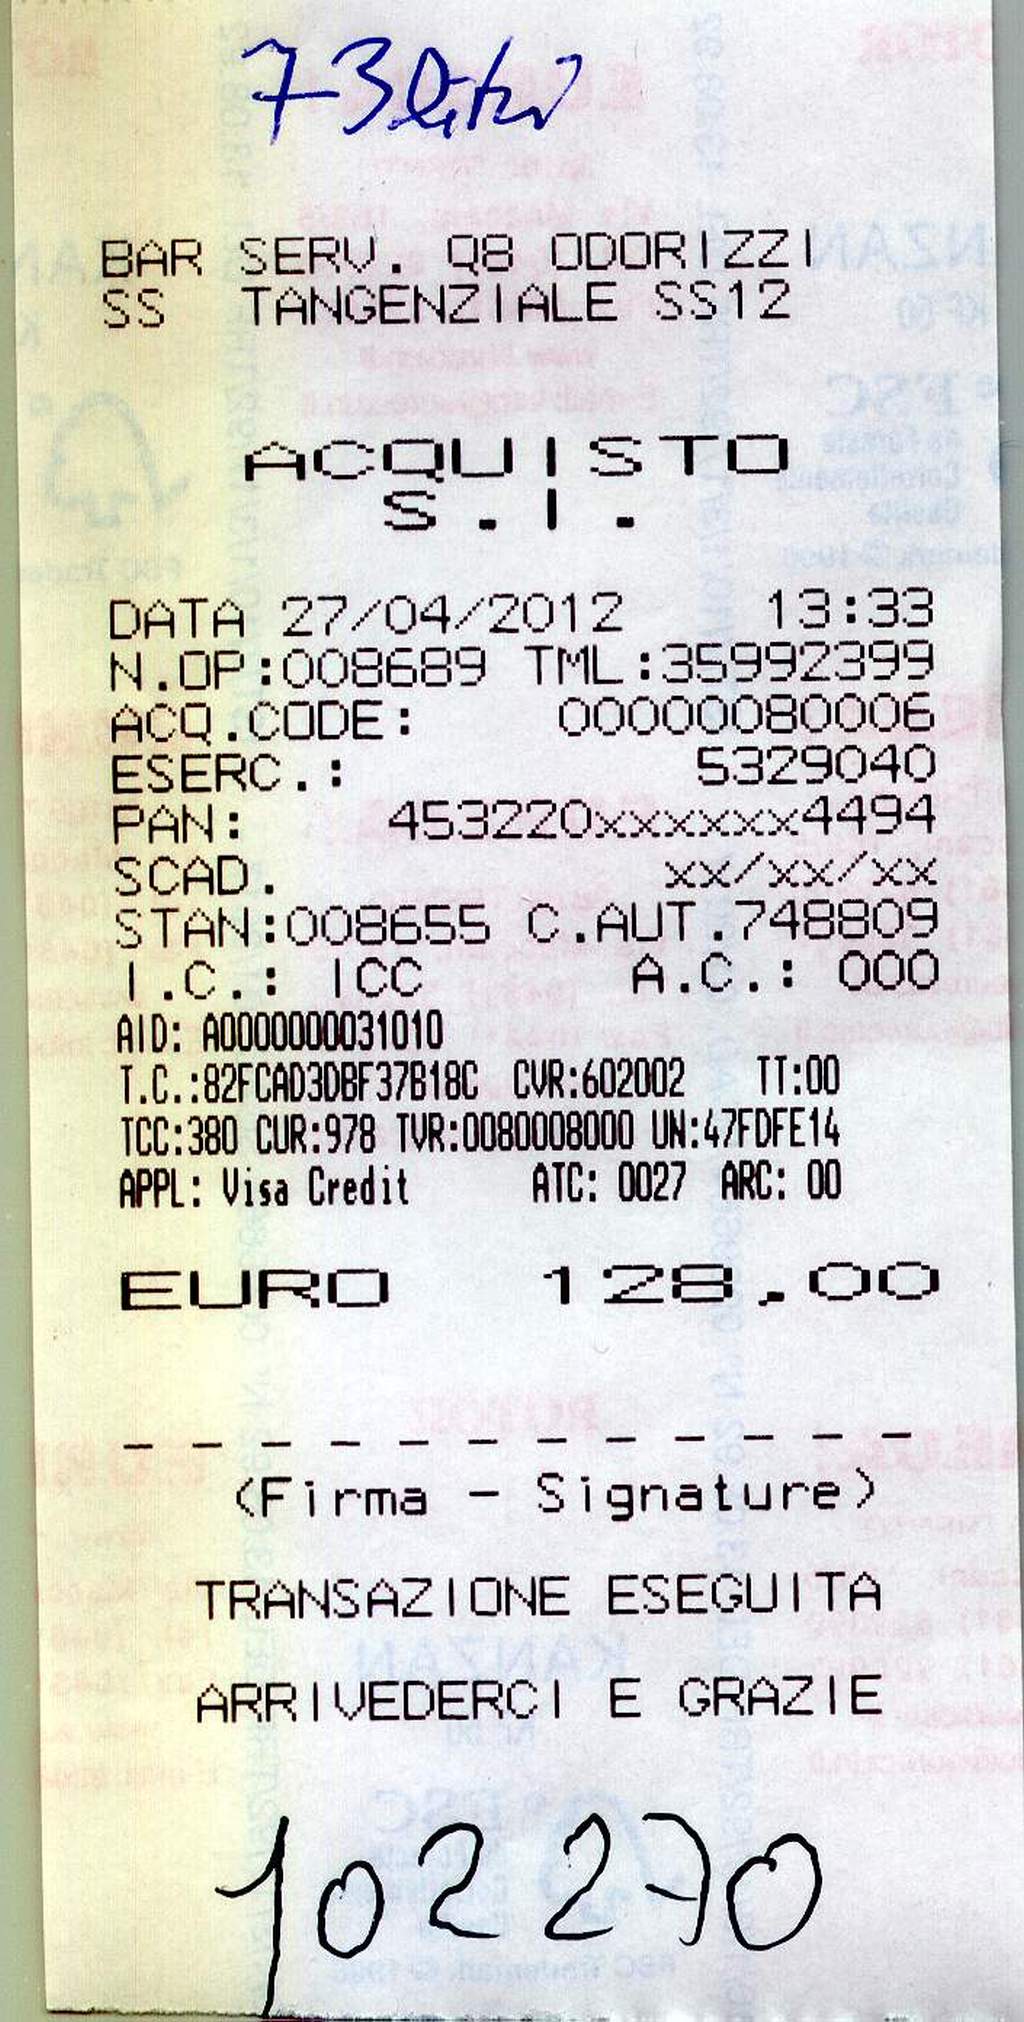 73 litri
BAR SERV. Q8 ODORIZZI
SS TANGENZIALE SS12
ACQUISTO
S.I.
DATA 27/04/2012 13:33
N.OP:008689 TML:35992399
ACQ.CODE: 00000080006
ESERC.: 5329040
PAN: 453220xxxxxx4494
SCAD. xx/xx/xx
STAN:008655 C.AUT.748809
I.C.: ICC A.C.: 000
AID: A0000000031010
T.C.:82FCAD3DBF37B18C CVR:602002 TT:00
TCC:380 CUR:978 TVR:0080008000 UN:47FDFE14
APPL: Visa Credit ATC: 0027 ARC: 00
EURO 128,00
- - - - - - - - - - - -
(Firma - Signature)
TRANSAZIONE ESEGUITA
ARRIVEDERCI E GRAZIE
102270